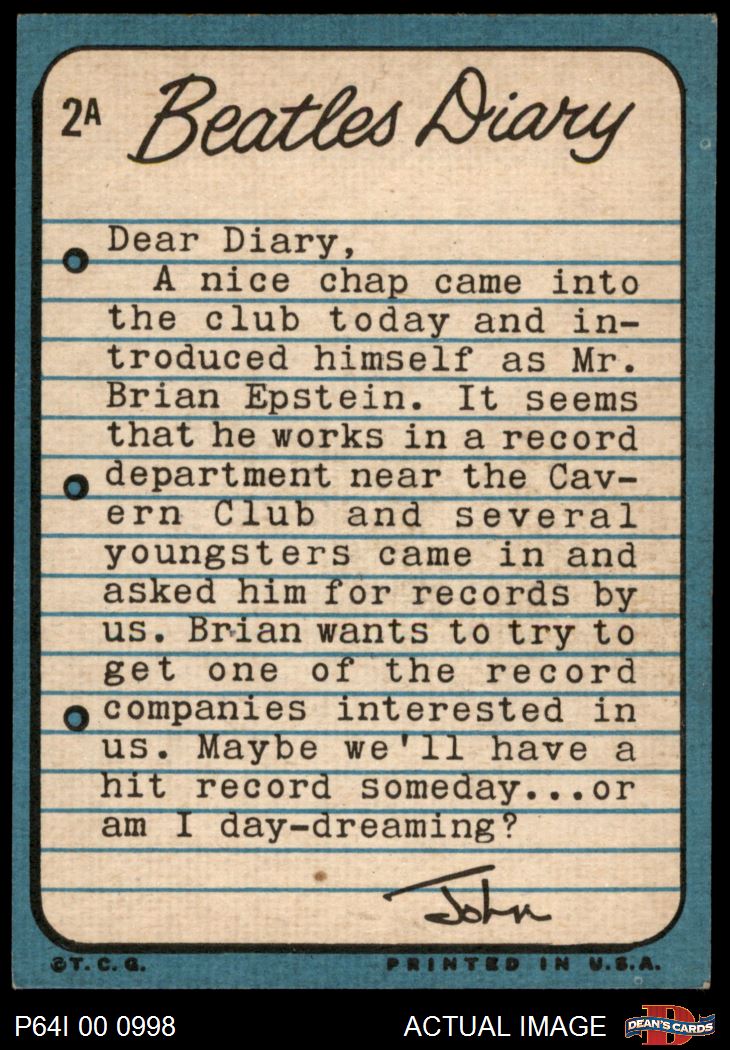 2A Beatles Diary
Dear Diary,
A nice chap came into
the club today and in-
troduced himself as Mr.
Brian Epstein. It seems
that he works in a record
department near the Cav-
ern Club and several
youngsters came in and
asked him for records by
us. Brian wants to try to
get one of the record
companies interested in
us. Maybe we'll have a
hit record someday...or
am I day-dreaming?
John
©T.C.G. PRINTED IN U.S.A.
P64I 00 0998 ACTUAL IMAGE DEAN'S CARDS